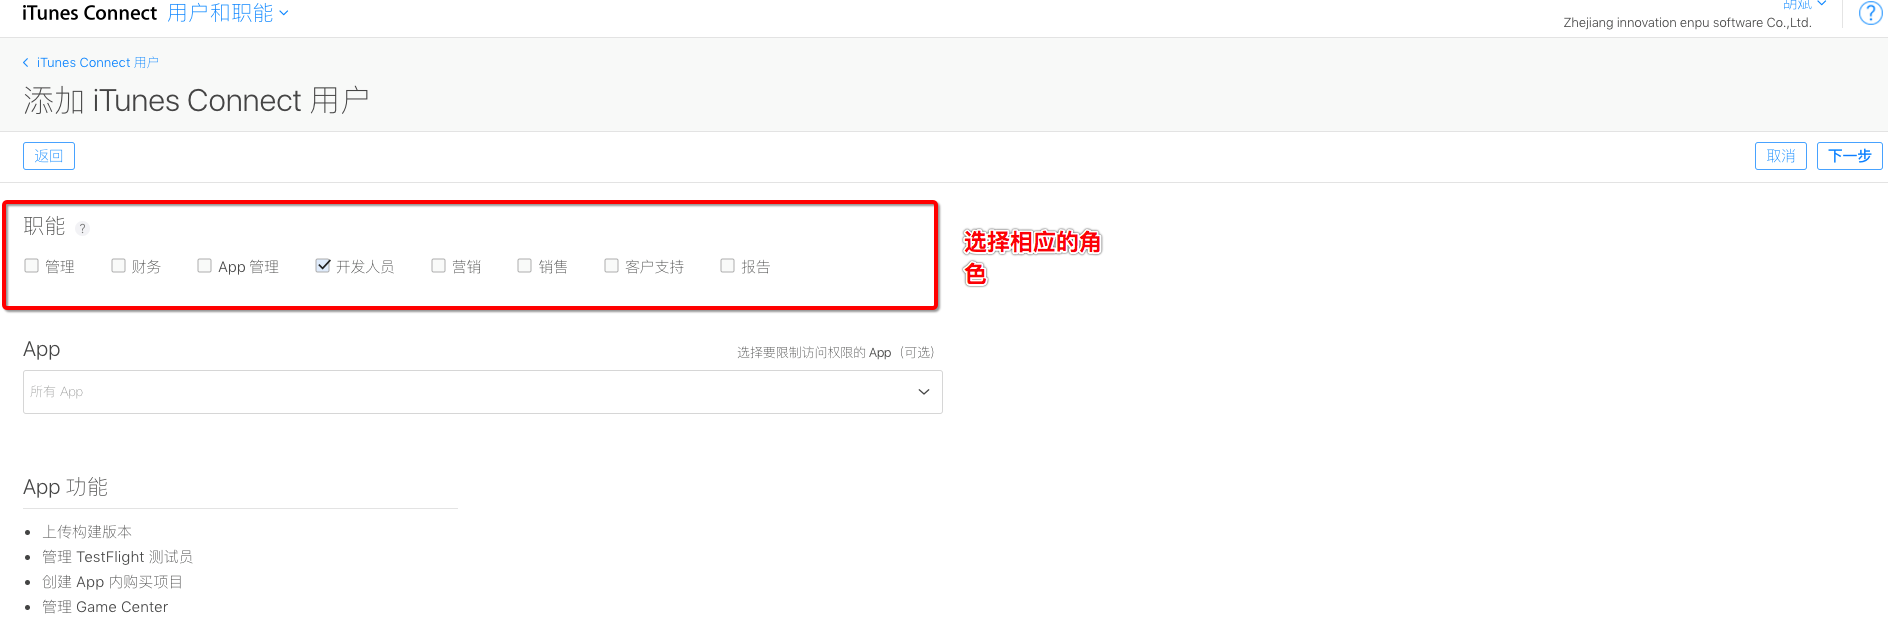 iTunes Connect 用户和职能
胡斌
Zhejiang innovation enpu software Co.,Ltd.
?
iTunes Connect 用户
添加 iTunes Connect 用户
返回
取消 下一步
职能 ?
管理 财务 App 管理 开发人员 营销 销售 客户支持 报告
选择相应的角
色
App
选择要限制访问权限的 App（可选）
所有 App
App 功能
• 上传构建版本
• 管理 TestFlight 测试员
• 创建 App 内购买项目
• 管理 Game Center